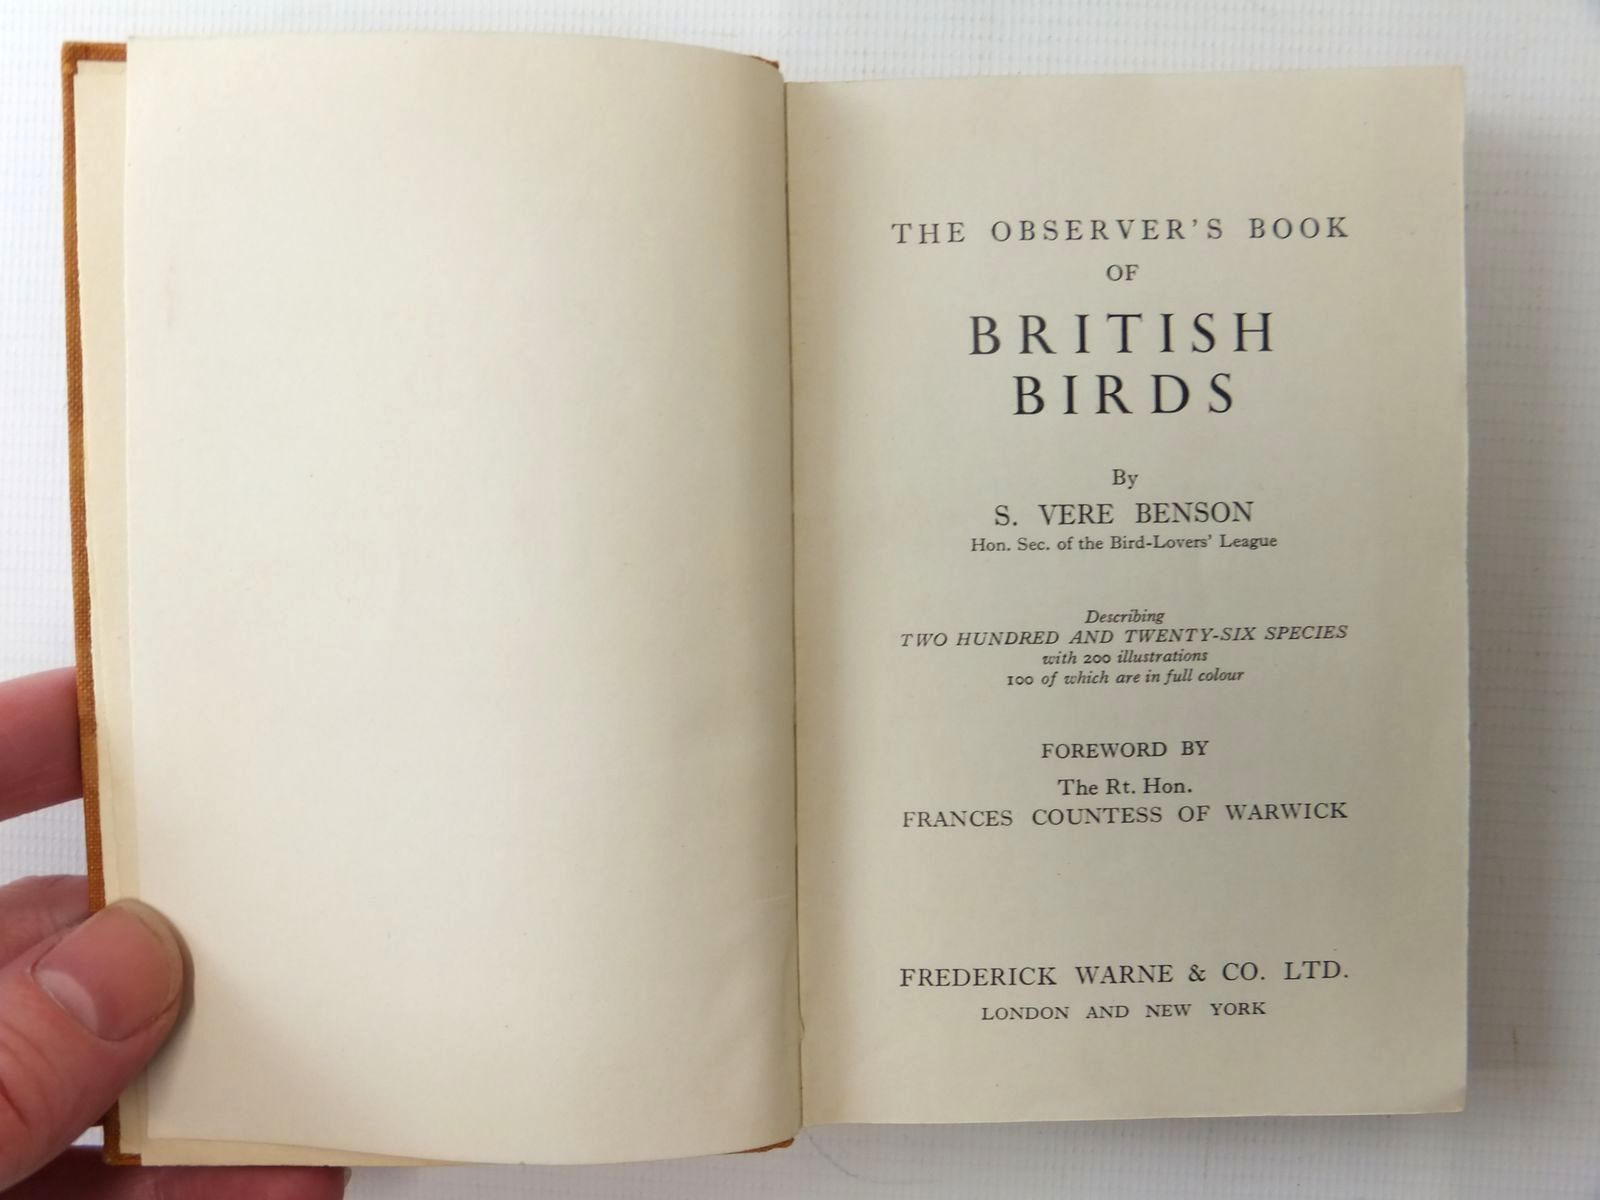 THE OBSERVER'S BOOK
OF
BRITISH
BIRDS
By
S. VERE BENSON
Hon. Sec. of the Bird-Lovers' League
Describing
TWO HUNDRED AND TWENTY-SIX SPECIES
with 200 illustrations
100 of which are in full colour
FOREWORD BY
The Rt. Hon.
FRANCES COUNTESS OF WARWICK
FREDERICK WARNE & CO. LTD.
LONDON AND NEW YORK